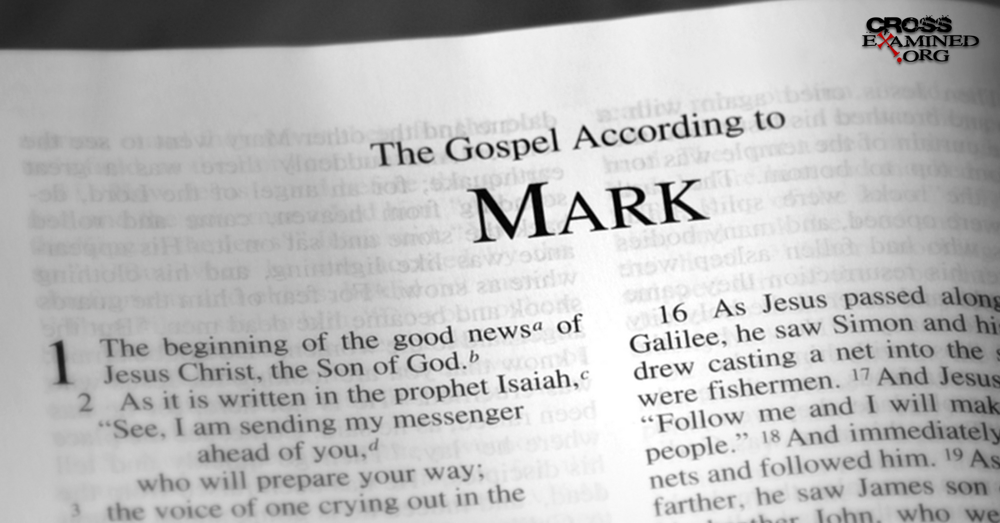 CROSS
EXAMINED
.ORG
The Gospel According to
MARK
1 The beginning of the good newsᵃ of
Jesus Christ, the Son of God.ᵇ
2 As it is written in the prophet Isaiah,ᶜ
“See, I am sending my messenger
ahead of you,ᵈ
who will prepare your way;
3 the voice of one crying out in the
16 As Jesus passed along
Galilee, he saw Simon and his
drew casting a net into the
were fishermen. 17 And Jesus
“Follow me and I will mak
people.” 18 And immediately
nets and followed him. 19 As
farther, he saw James son
brother John, who we